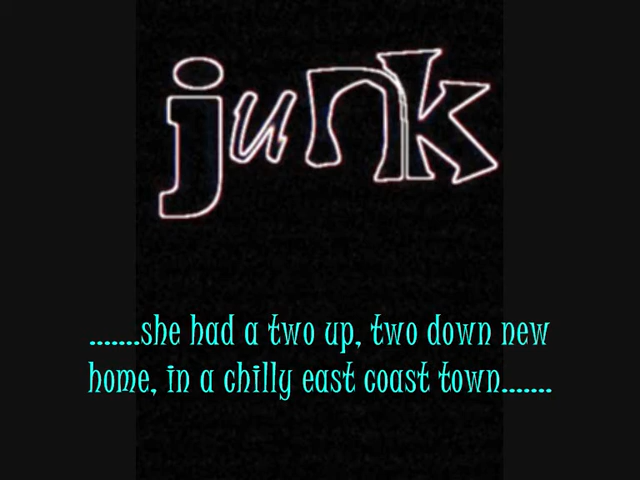 junk
.......she had a two up, two down new
home, in a chilly east coast town.......